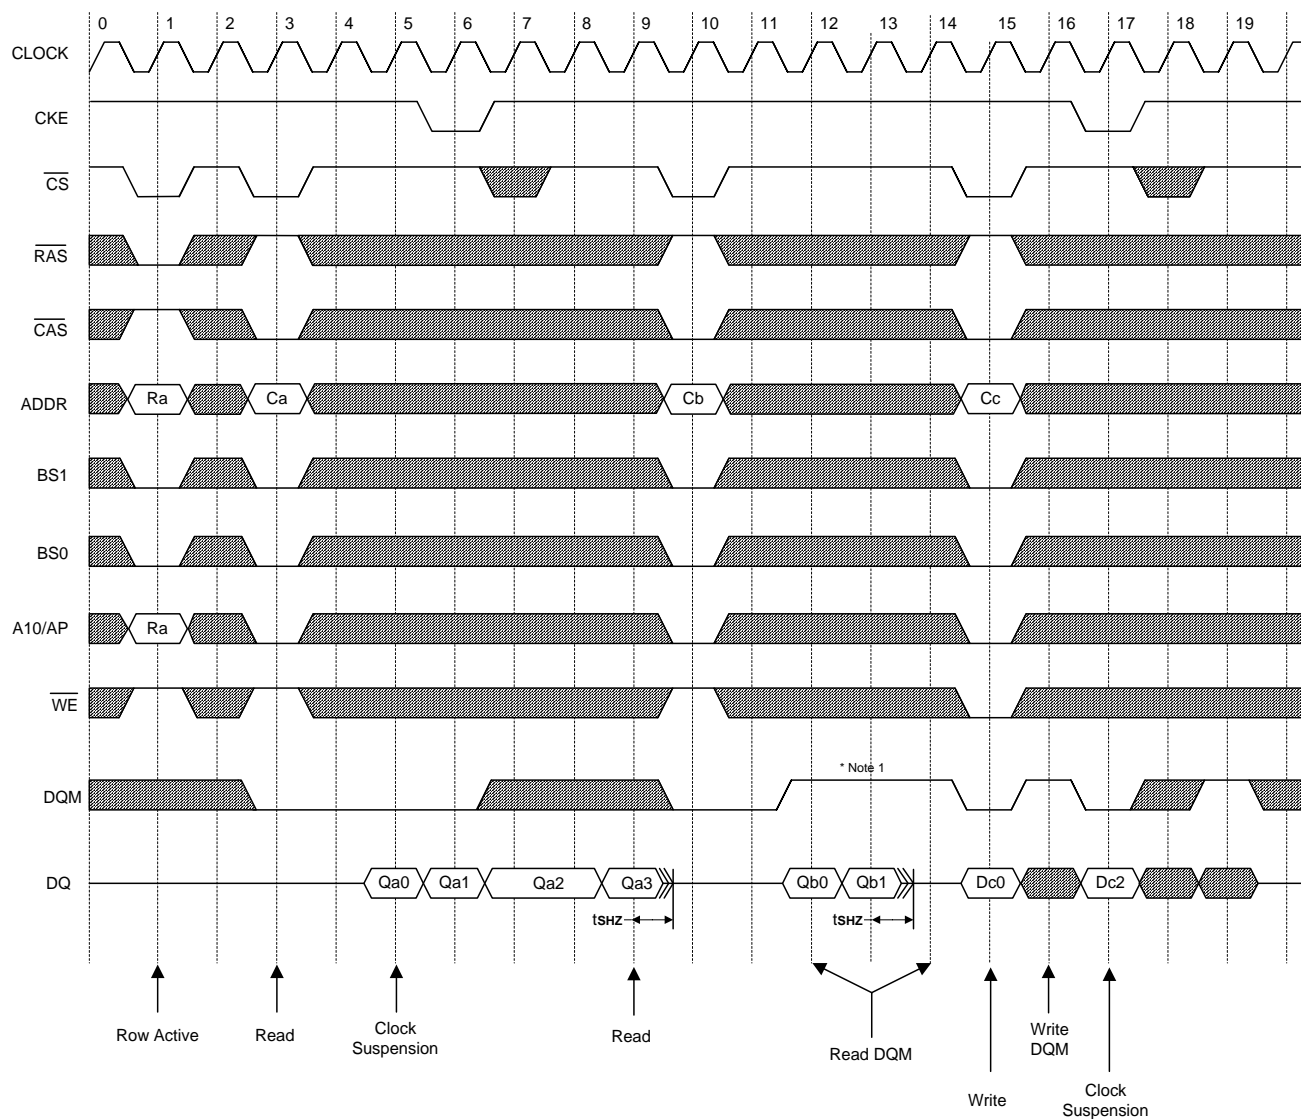 0 1 2 3 4 5 6 7 8 9 10 11 12 13 14 15 16 17 18 19
CLOCK
CKE
CS
RAS
CAS
ADDR Ra Ca Cb Cc
BS1
BS0
A10/AP Ra
WE
* Note 1
DQM
DQ Qa0 Qa1 Qa2 Qa3 Qb0 Qb1 Dc0 Dc2
tSHZ tSHZ
Row Active
Read
Clock
Suspension
Read
Read DQM
Write
Write
DQM
Clock
Suspension